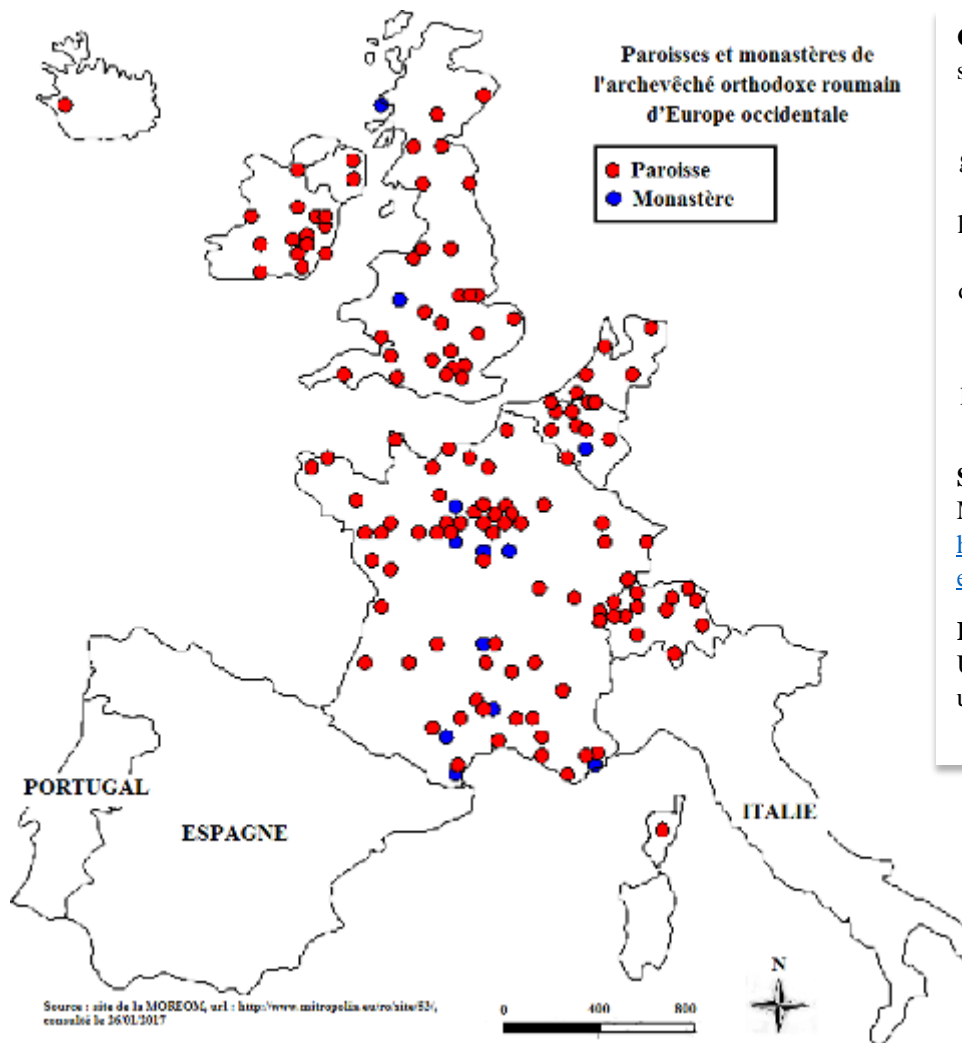 Paroisses et monastères de
l'archevêché orthodoxe roumain
d'Europe occidentale
Paroisse
Monastère
PORTUGAL
ESPAGNE
ITALIE
N
0 400 800
Source : site de la MOREOM, url : http://www.mitropolia.eu/ro/site/53/,
consulté le 26/01/2017